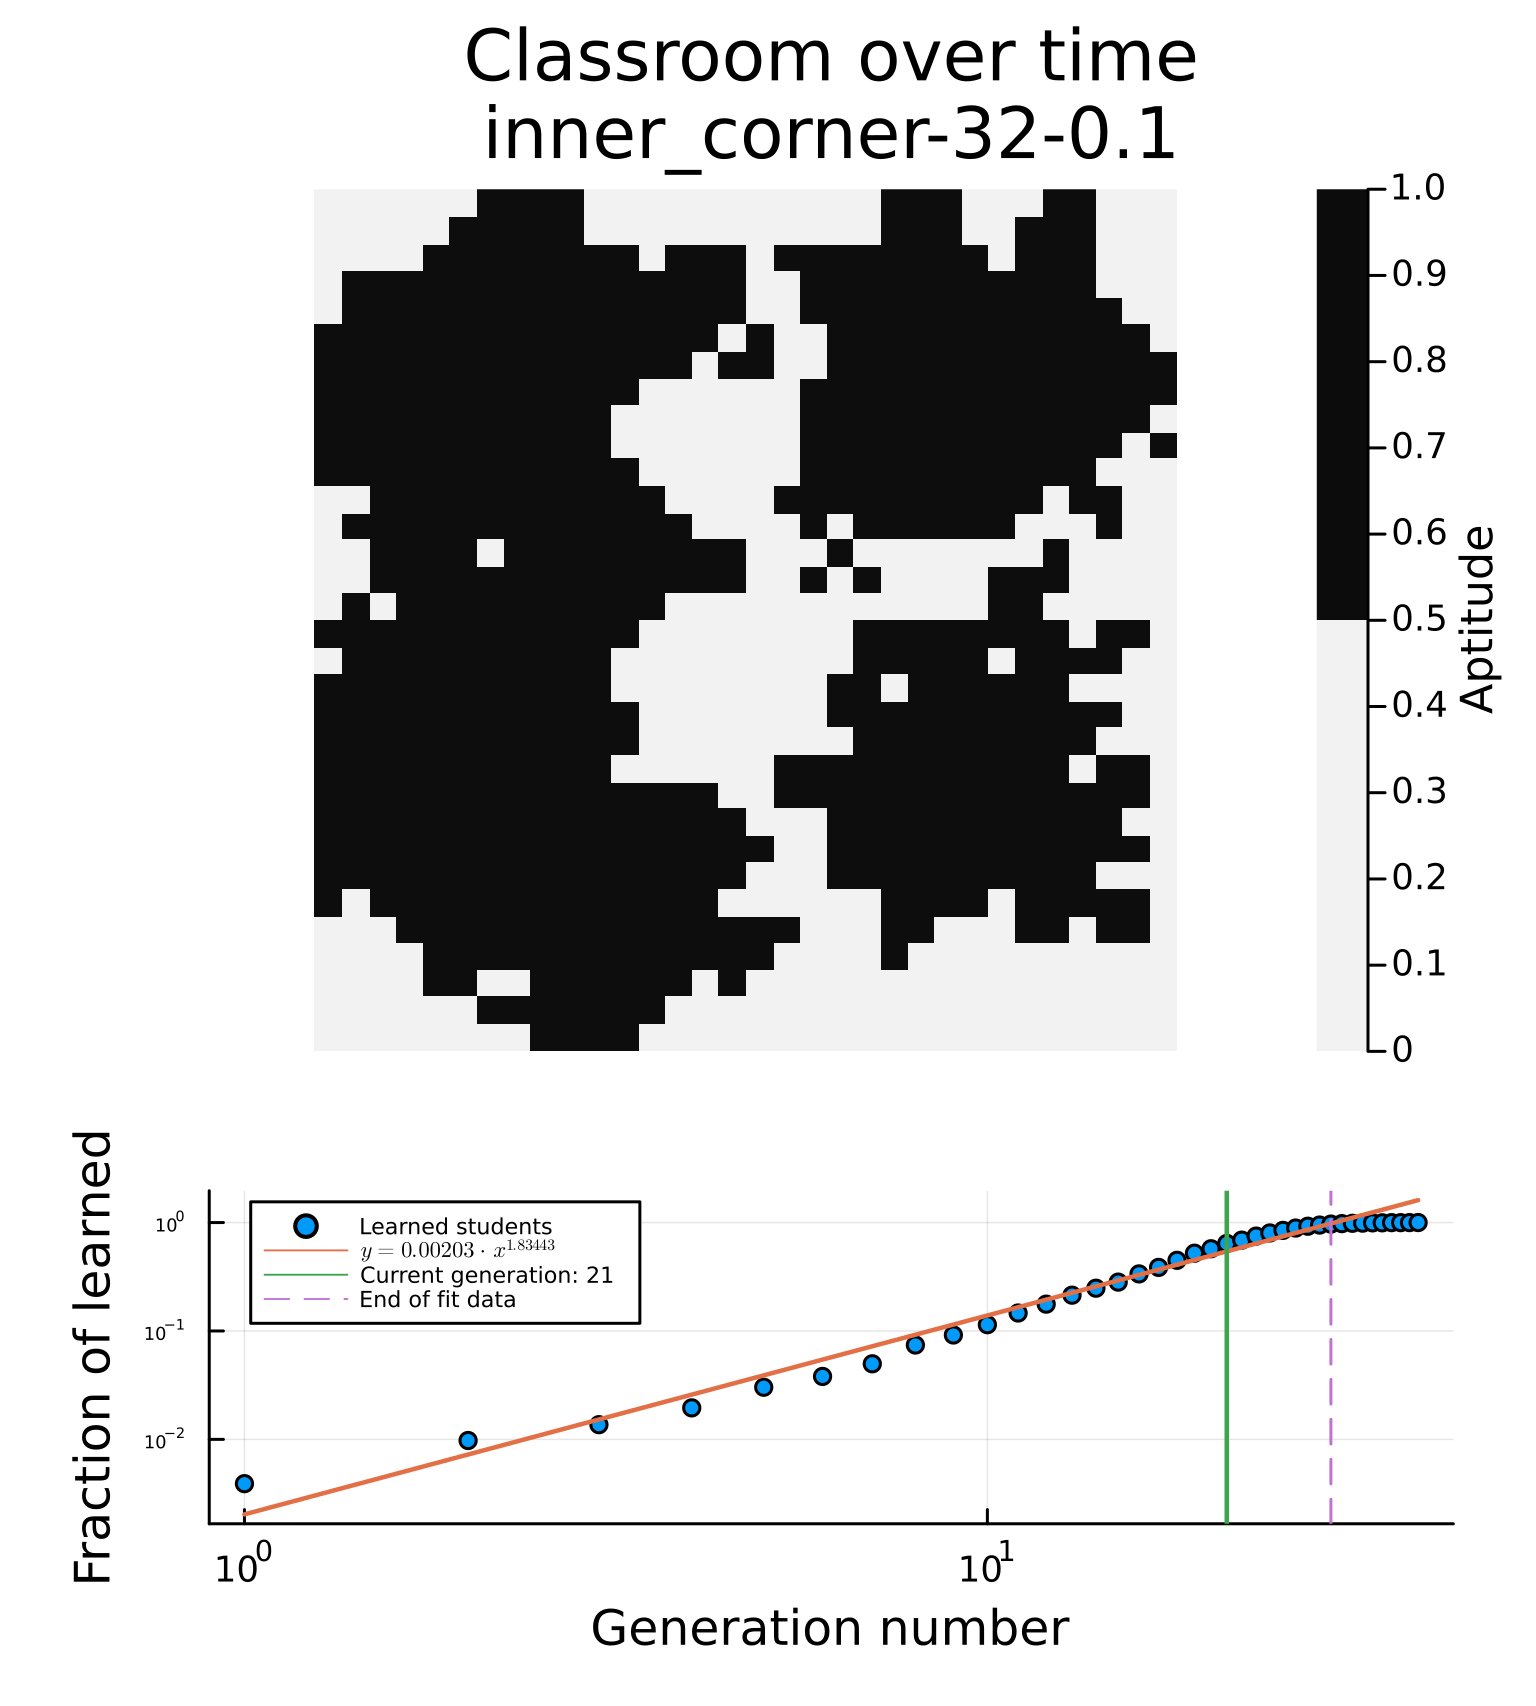 Classroom over time
inner_corner-32-0.1
1.0
0.9
0.8
0.7
0.6
0.5
0.4
0.3
0.2
0.1
0
Aptitude
Fraction of learned
10^0
10^-1
10^-2
Learned students
y = 0.00203 · x^1.83443
Current generation: 21
End of fit data
10^0
10^1
Generation number